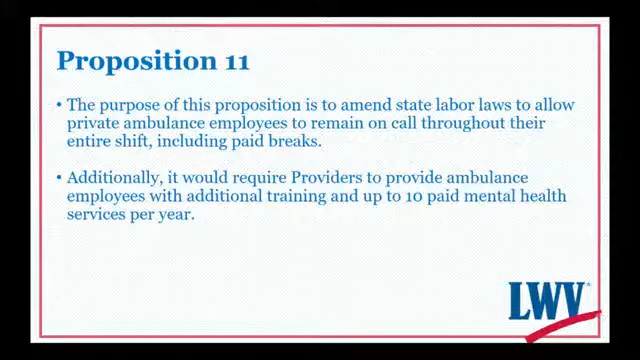 Proposition 11
• The purpose of this proposition is to amend state labor laws to allow
private ambulance employees to remain on call throughout their
entire shift, including paid breaks.
• Additionally, it would require Providers to provide ambulance
employees with additional training and up to 10 paid mental health
services per year.
LWV®